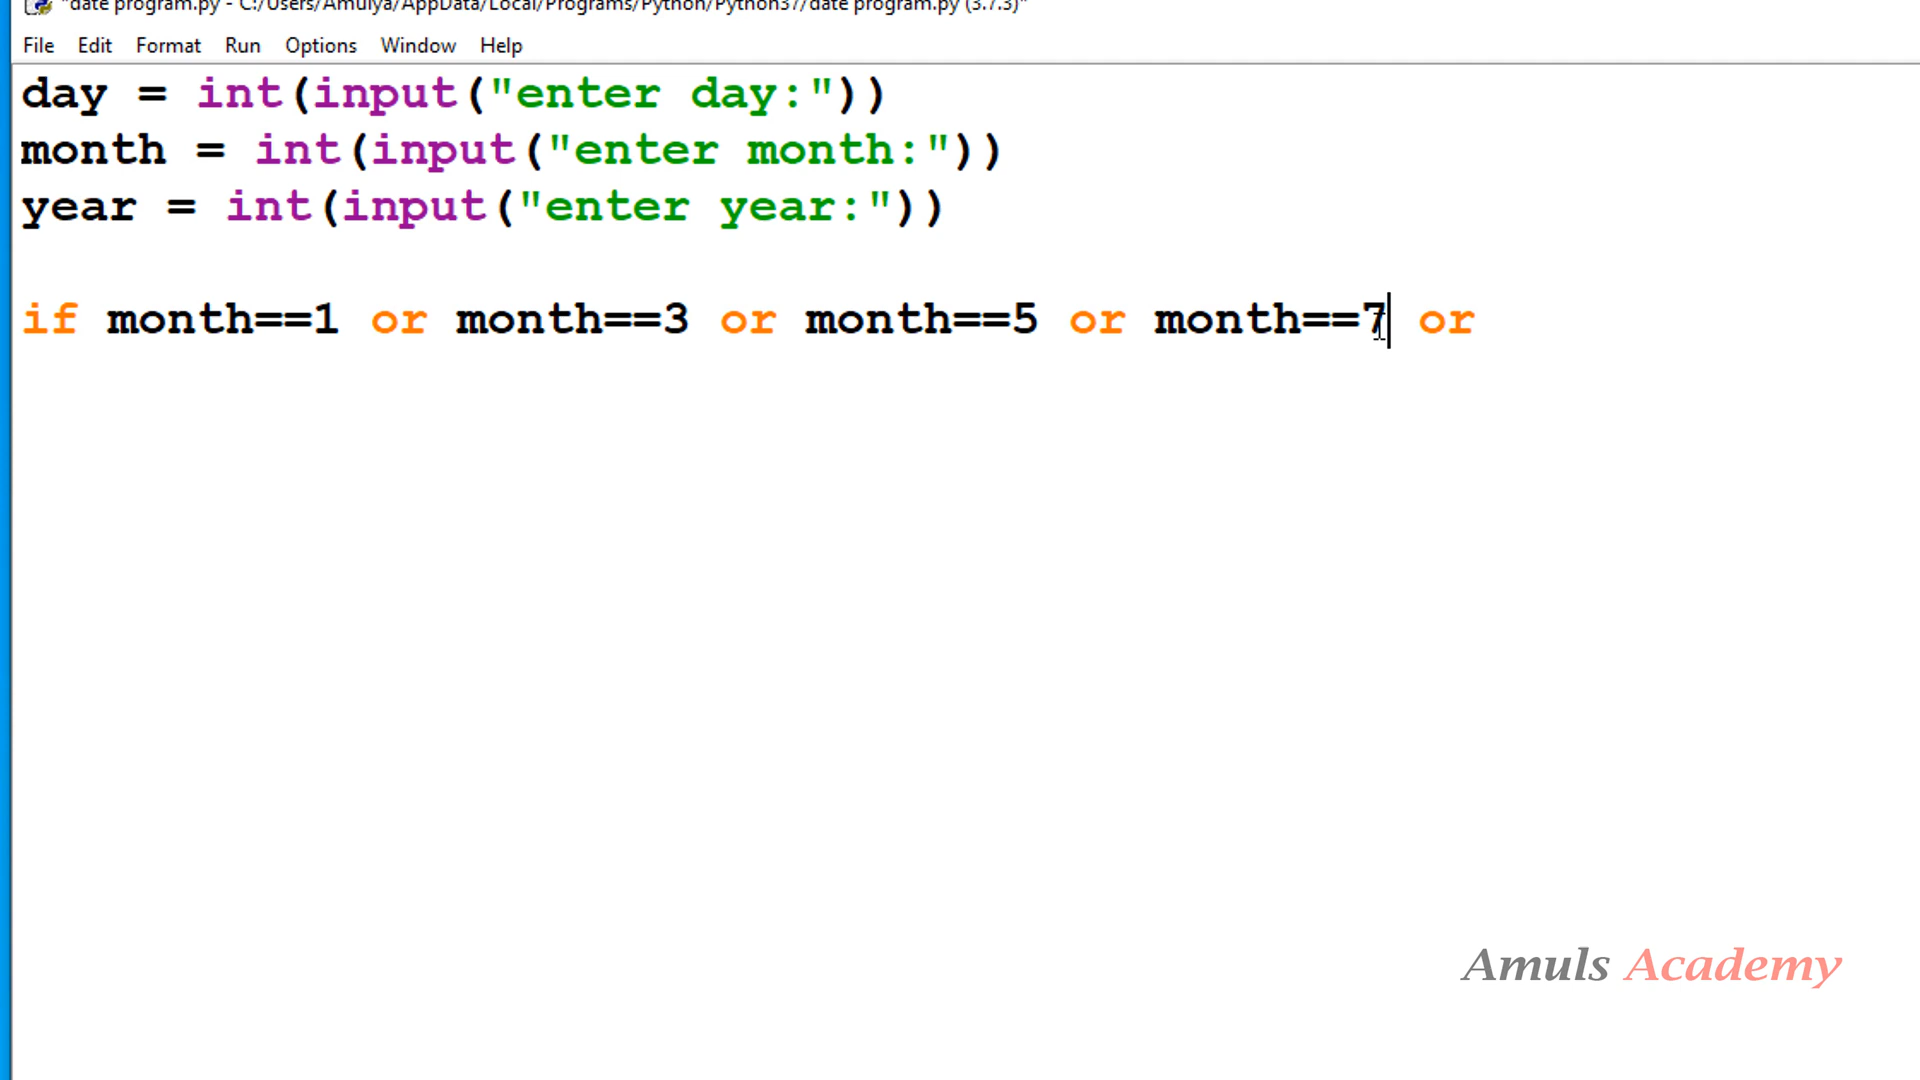 "date program.py - C:/Users/Amulya/AppData/Local/Programs/Python/Python37/date program.py (3.7.3)"
File Edit Format Run Options Window Help
day = int(input("enter day:"))
month = int(input("enter month:"))
year = int(input("enter year:"))
if month==1 or month==3 or month==5 or month==7 or
Amuls Academy